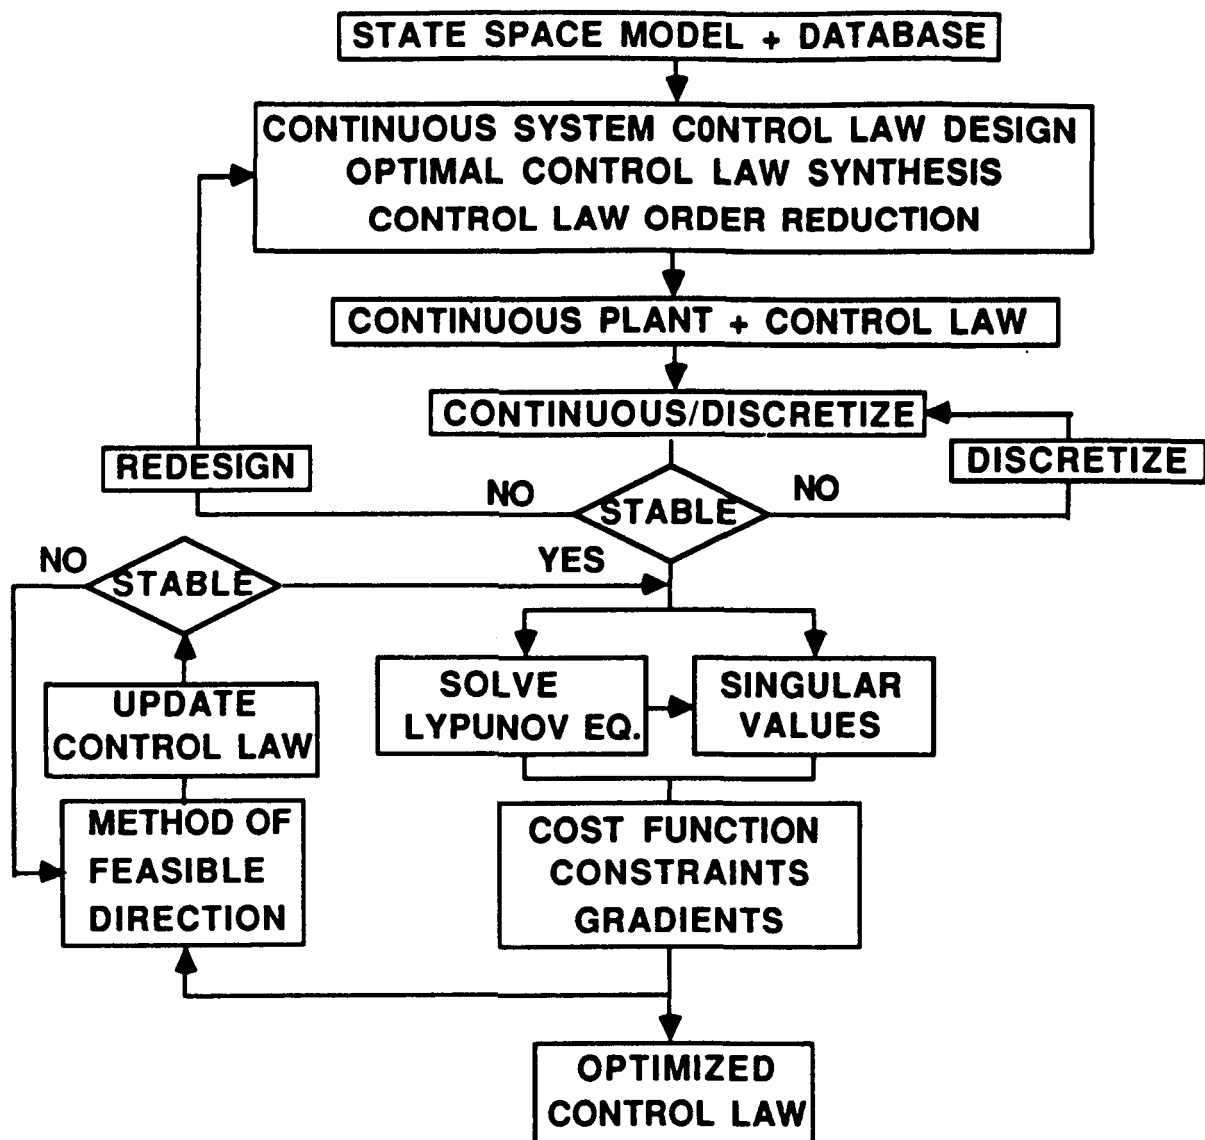 STATE SPACE MODEL + DATABASE
CONTINUOUS SYSTEM CONTROL LAW DESIGN
OPTIMAL CONTROL LAW SYNTHESIS
CONTROL LAW ORDER REDUCTION
CONTINUOUS PLANT + CONTROL LAW
CONTINUOUS/DISCRETIZE
REDESIGN
DISCRETIZE
NO
STABLE
NO
YES
NO
STABLE
UPDATE
CONTROL LAW
METHOD OF
FEASIBLE
DIRECTION
SOLVE
LYPUNOV EQ.
SINGULAR
VALUES
COST FUNCTION
CONSTRAINTS
GRADIENTS
OPTIMIZED
CONTROL LAW